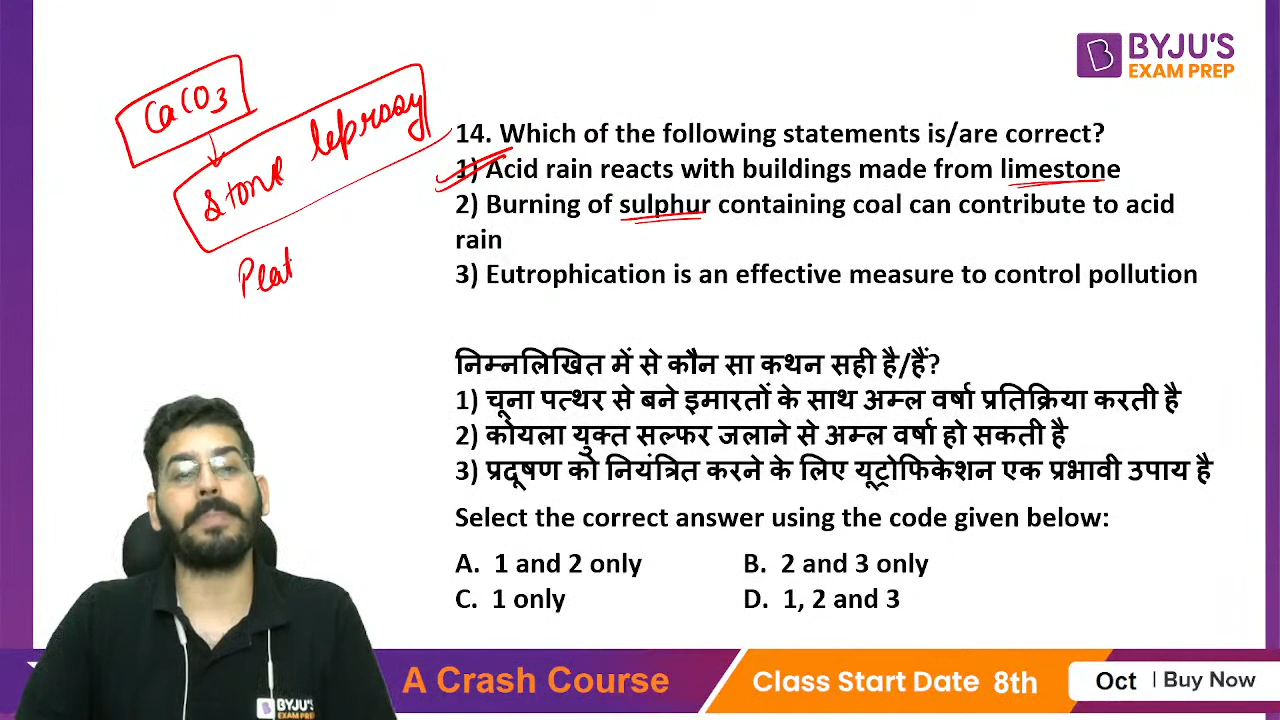 BYJU'S
EXAM PREP
CaCO3
stone leprosy
Plat
14. Which of the following statements is/are correct?
1) Acid rain reacts with buildings made from limestone
2) Burning of sulphur containing coal can contribute to acid
rain
3) Eutrophication is an effective measure to control pollution
निम्नलिखित में से कौन सा कथन सही है/हैं?
1) चूना पत्थर से बने इमारतों के साथ अम्ल वर्षा प्रतिक्रिया करती है
2) कोयला युक्त सल्फर जलाने से अम्ल वर्षा हो सकती है
3) प्रदूषण को नियंत्रित करने के लिए यूट्रोफिकेशन एक प्रभावी उपाय है
Select the correct answer using the code given below:
A. 1 and 2 only
B. 2 and 3 only
C. 1 only
D. 1, 2 and 3
BYJU'S
EXAM PREP
A Crash Course
Class Start Date 8th
Oct | Buy Now